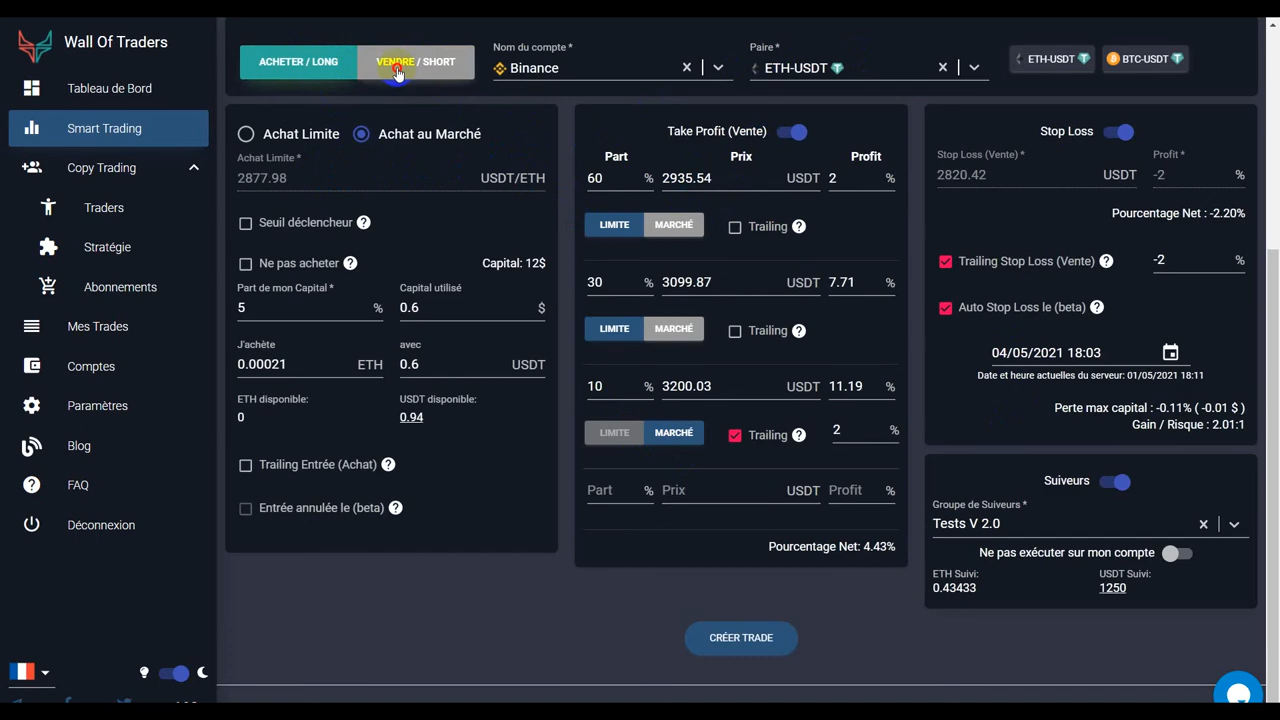 Wall Of Traders
Tableau de Bord
Smart Trading
Copy Trading
Traders
Stratégie
Abonnements
Mes Trades
Comptes
Paramètres
Blog
FAQ
Déconnexion
ACHETER / LONG
VENDRE / SHORT
Nom du compte *
Binance
Paire *
ETH-USDT
ETH-USDT
BTC-USDT
Achat Limite
Achat au Marché
Achat Limite *
2877.98 USDT/ETH
Seuil déclencheur ?
Ne pas acheter ? Capital: 12$
Part de mon Capital * Capital utilisé
5 % 0.6 $
J'achète avec
0.00021 ETH 0.6 USDT
ETH disponible: USDT disponible:
0 0.94
Trailing Entrée (Achat) ?
Entrée annulée le (beta) ?
Take Profit (Vente)
Part Prix Profit
60 % 2935.54 USDT 2 %
LIMITE MARCHÉ Trailing ?
30 % 3099.87 USDT 7.71 %
LIMITE MARCHÉ Trailing ?
10 % 3200.03 USDT 11.19 %
LIMITE MARCHÉ Trailing ? 2 %
Part % Prix USDT Profit %
Pourcentage Net: 4.43%
CRÉER TRADE
Stop Loss
Stop Loss (Vente) * Profit *
2820.42 USDT -2 %
Pourcentage Net : -2.20%
Trailing Stop Loss (Vente) ? -2 %
Auto Stop Loss le (beta) ?
04/05/2021 18:03
Date et heure actuelles du serveur: 01/05/2021 18:11
Perte max capital : -0.11% ( -0.01 $ )
Gain / Risque : 2.01:1
Suiveurs
Groupe de Suiveurs *
Tests V 2.0
Ne pas exécuter sur mon compte
ETH Suivi: USDT Suivi:
0.43433 1250